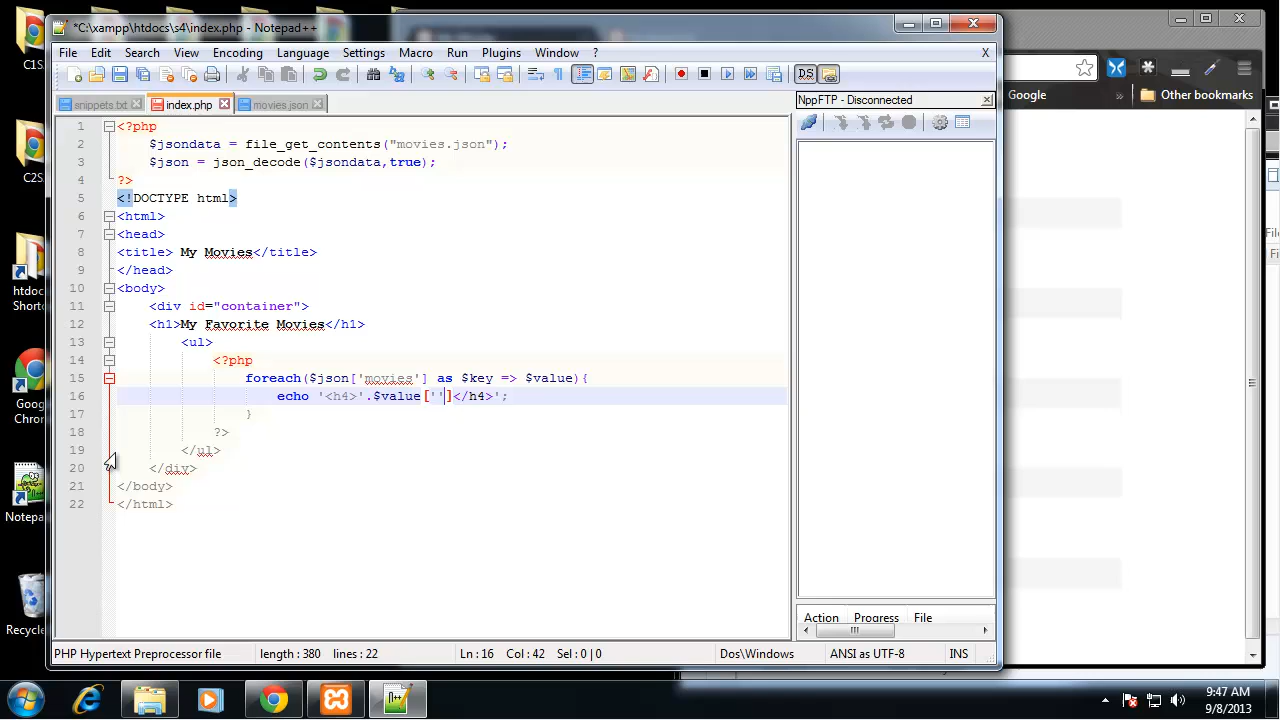 *C:\xampp\htdocs\s4\index.php - Notepad++
C1S
File Edit Search View Encoding Language Settings Macro Run Plugins Window ? X
Google Other bookmarks
snippets.txt index.php movies.json
NppFTP - Disconnected
1 <?php
2 $jsondata = file_get_contents("movies.json");
3 $json = json_decode($jsondata,true);
4 ?>
C2S
5 <!DOCTYPE html>
6 <html>
7 <head>
8 <title> My Movies</title>
9 </head>
10 <body>
11 <div id="container">
12 <h1>My Favorite Movies</h1>
13 <ul>
14 <?php
15 foreach($json['movies'] as $key => $value){
16 echo '<h4>'.$value['']</h4>';
17 }
18 ?>
19 </ul>
20 </div>
21 </body>
22 </html>
htdoc
Shorto
Goog
Chron
Notepa
Recycle
Action Progress File
PHP Hypertext Preprocessor file length : 380 lines : 22 Ln : 16 Col : 42 Sel : 0 | 0 Dos\Windows ANSI as UTF-8 INS
9:47 AM
9/8/2013